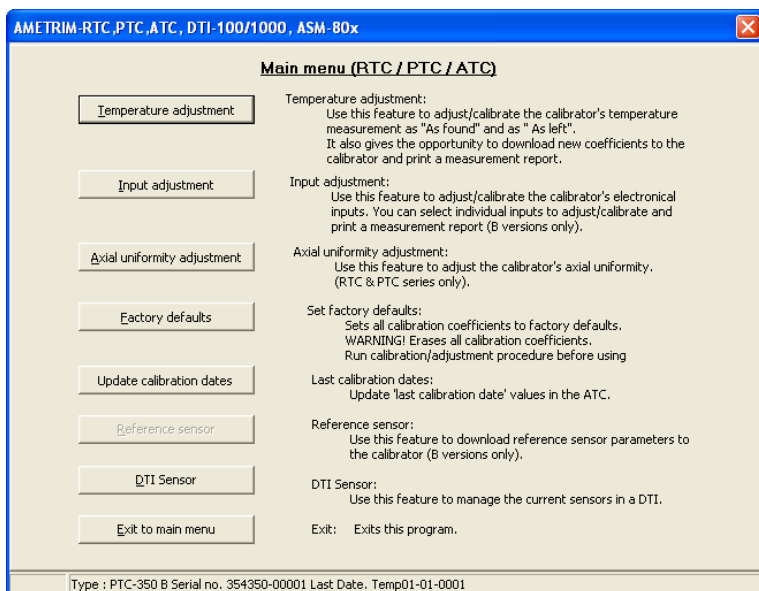 AMETRIM-RTC,PTC,ATC, DTI-100/1000, ASM-80x
Main menu (RTC / PTC / ATC)
Temperature adjustment
Temperature adjustment:
Use this feature to adjust/calibrate the calibrator's temperature
measurement as "As found" and as " As left".
It also gives the opportunity to download new coefficients to the
calibrator and print a measurement report.
Input adjustment
Input adjustment:
Use this feature to adjust/calibrate the calibrator's electronical
inputs. You can select individual inputs to adjust/calibrate and
print a measurement report (B versions only).
Axial uniformity adjustment
Axial uniformity adjustment:
Use this feature to adjust the calibrator's axial uniformity.
(RTC & PTC series only).
Factory defaults
Set factory defaults:
Sets all calibration coefficients to factory defaults.
WARNING! Erases all calibration coefficients.
Run calibration/adjustment procedure before using
Update calibration dates
Last calibration dates:
Update 'last calibration date' values in the ATC.
Reference sensor
Reference sensor:
Use this feature to download reference sensor parameters to
the calibrator (B versions only).
DTI Sensor
DTI Sensor:
Use this feature to manage the current sensors in a DTI.
Exit to main menu
Exit: Exits this program.
Type : PTC-350 B Serial no. 354350-00001 Last Date. Temp01-01-0001